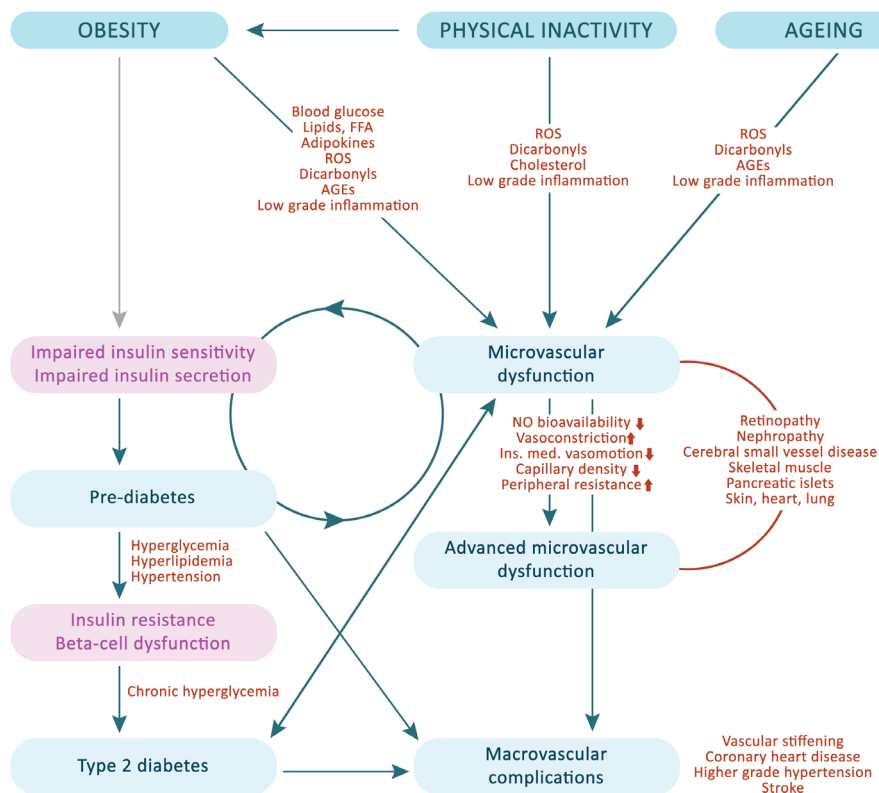 OBESITY
PHYSICAL INACTIVITY
AGEING
Blood glucose
Lipids, FFA
Adipokines
ROS
Dicarbonyls
AGEs
Low grade inflammation
ROS
Dicarbonyls
Cholesterol
Low grade inflammation
ROS
Dicarbonyls
AGEs
Low grade inflammation
Impaired insulin sensitivity
Impaired insulin secretion
Microvascular
dysfunction
NO bioavailability
Vasoconstriction
Ins. med. vasomotion
Capillary density
Peripheral resistance
Retinopathy
Nephropathy
Cerebral small vessel disease
Skeletal muscle
Pancreatic islets
Skin, heart, lung
Pre-diabetes
Hyperglycemia
Hyperlipidemia
Hypertension
Advanced microvascular
dysfunction
Insulin resistance
Beta-cell dysfunction
Chronic hyperglycemia
Type 2 diabetes
Macrovascular
complications
Vascular stiffening
Coronary heart disease
Higher grade hypertension
Stroke